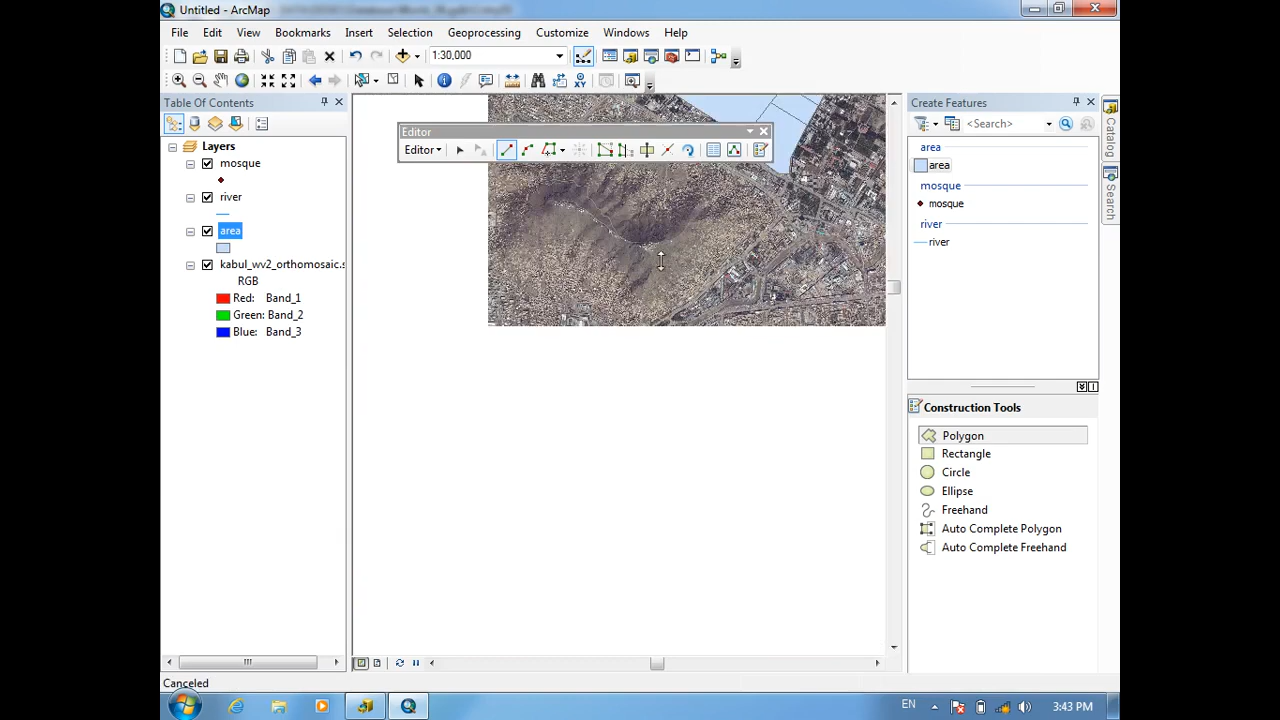 Untitled - ArcMap
File Edit View Bookmarks Insert Selection Geoprocessing Customize Windows Help
1:30,000
Table Of Contents
Layers
mosque
river
area
kabul_wv2_orthomosaic.s
RGB
Red: Band_1
Green: Band_2
Blue: Band_3
Editor
Editor
Create Features
<Search>
area
area
mosque
mosque
river
river
Construction Tools
Polygon
Rectangle
Circle
Ellipse
Freehand
Auto Complete Polygon
Auto Complete Freehand
Catalog
Search
Canceled
EN
3:43 PM